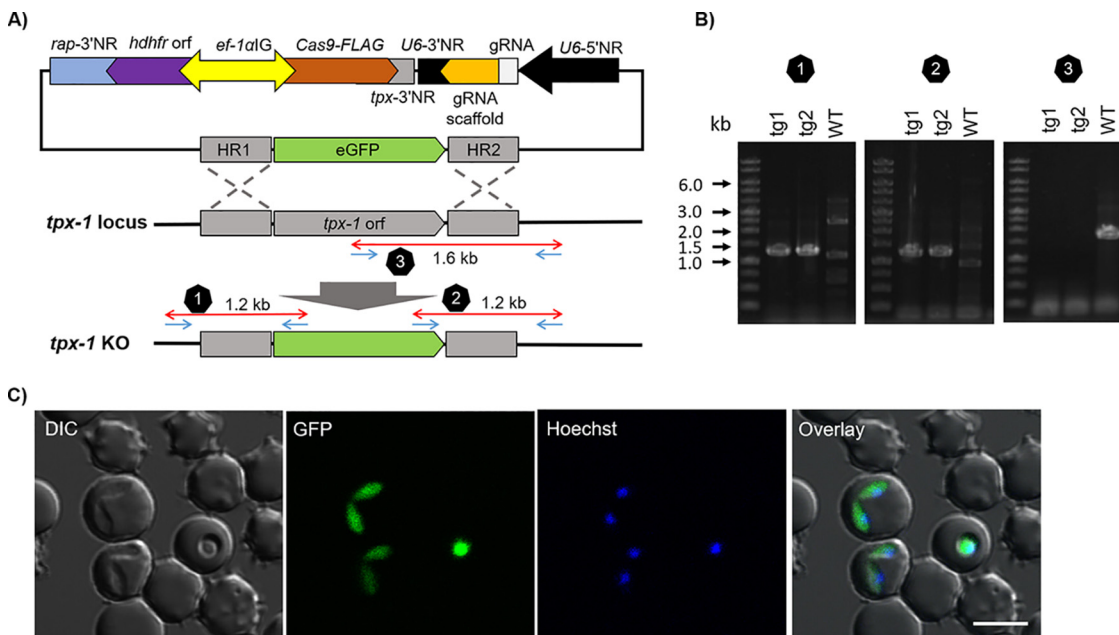 A)
rap-3'NR hdhfr orf ef-1αIG Cas9-FLAG U6-3'NR gRNA U6-5'NR
tpx-3'NR gRNA
scaffold
HR1 eGFP HR2
tpx-1 locus tpx-1 orf
3 1.6 kb
1 1.2 kb 2 1.2 kb
tpx-1 KO
B)
1 2 3
kb tg1 tg2 WT tg1 tg2 WT tg1 tg2 WT
6.0
3.0
2.0
1.5
1.0
C)
DIC GFP Hoechst Overlay